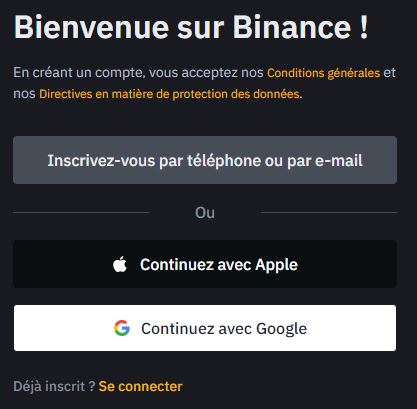 Bienvenue sur Binance !
En créant un compte, vous acceptez nos Conditions générales et
nos Directives en matière de protection des données.
Inscrivez-vous par téléphone ou par e-mail
Ou
Continuez avec Apple
Continuez avec Google
Déjà inscrit ? Se connecter